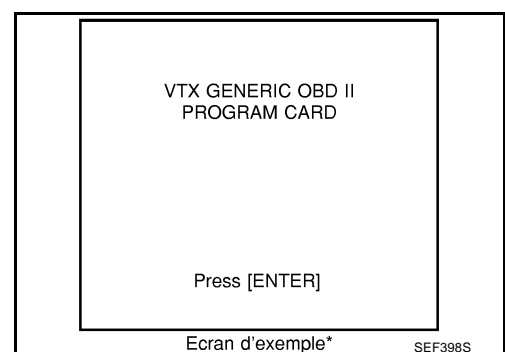 VTX GENERIC OBD II
PROGRAM CARD
Press [ENTER]
Ecran d'exemple*
SEF398S